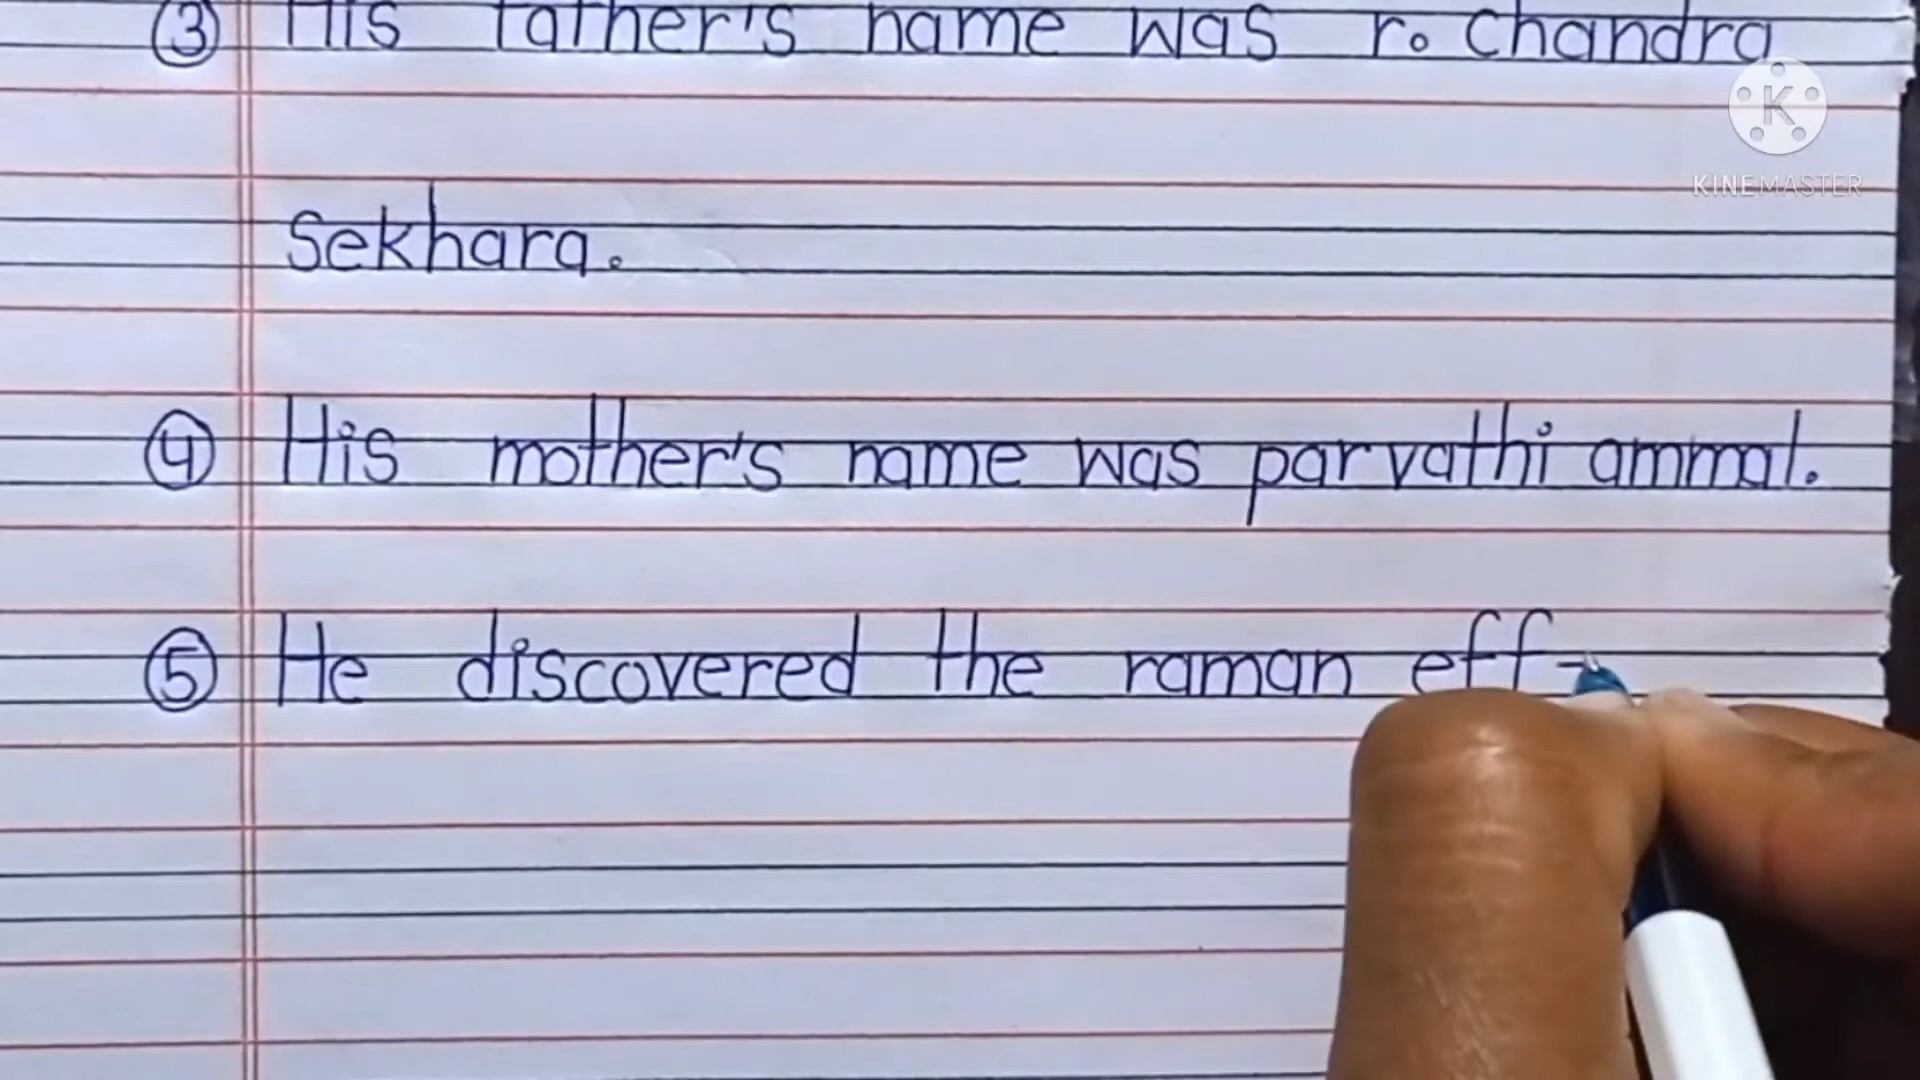 ③ His father's name was r. Chandra
Sekhara.
④ His mother's name was parvathi ammal.
⑤ He discovered the raman eff
K
KINEMASTER